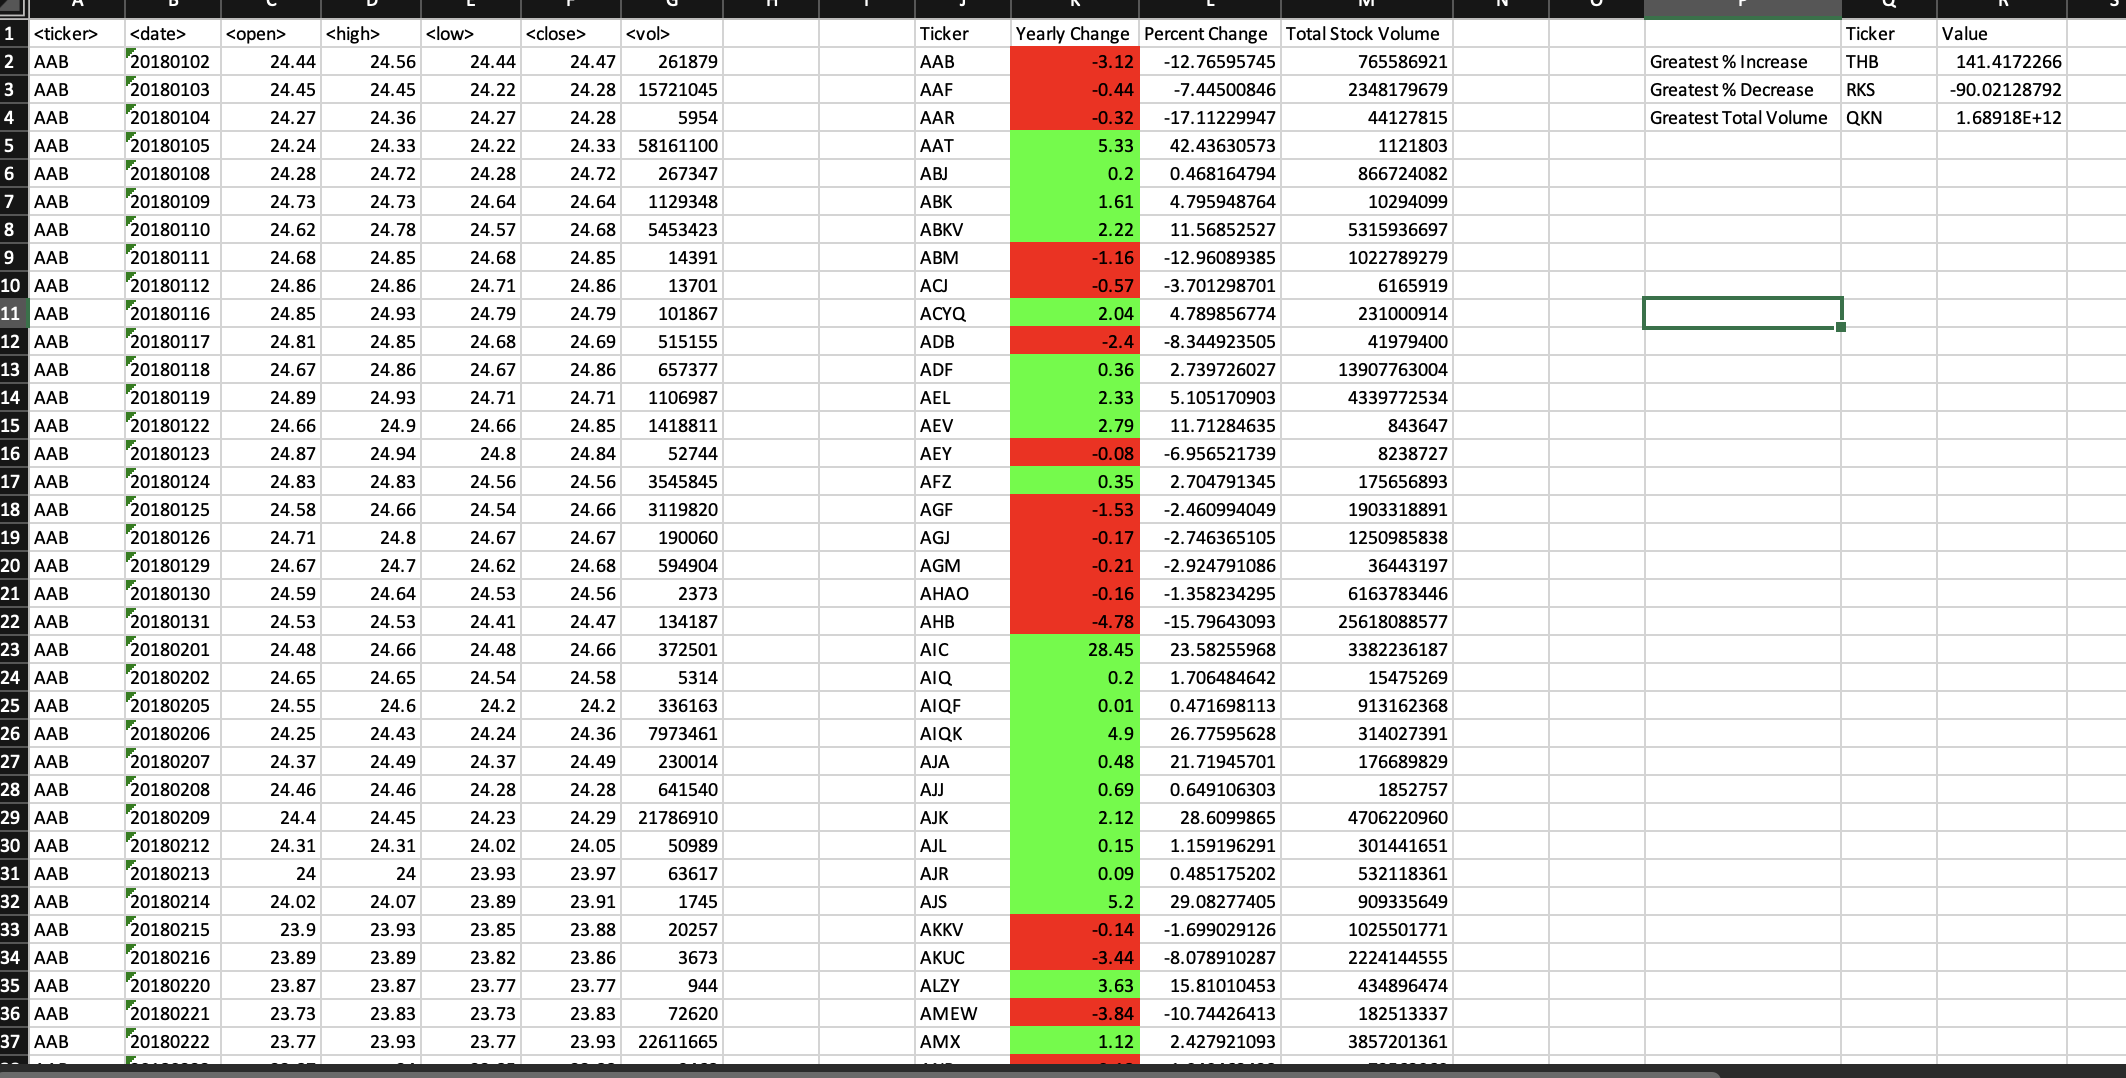 A B C D E F G H I J K L M N O P Q R S
1 <ticker> <date> <open> <high> <low> <close> <vol> Ticker Yearly Change Percent Change Total Stock Volume Ticker Value
2 AAB 20180102 24.44 24.56 24.44 24.47 261879 AAB -3.12 -12.76595745 765586921 Greatest % Increase THB 141.4172266
3 AAB 20180103 24.45 24.45 24.22 24.28 15721045 AAF -0.44 -7.44500846 2348179679 Greatest % Decrease RKS -90.02128792
4 AAB 20180104 24.27 24.36 24.27 24.28 5954 AAR -0.32 -17.11229947 44127815 Greatest Total Volume QKN 1.68918E+12
5 AAB 20180105 24.24 24.33 24.22 24.33 58161100 AAT 5.33 42.43630573 1121803
6 AAB 20180108 24.28 24.72 24.28 24.72 267347 ABJ 0.2 0.468164794 866724082
7 AAB 20180109 24.73 24.73 24.64 24.64 1129348 ABK 1.61 4.795948764 10294099
8 AAB 20180110 24.62 24.78 24.57 24.68 5453423 ABKV 2.22 11.56852527 5315936697
9 AAB 20180111 24.68 24.85 24.68 24.85 14391 ABM -1.16 -12.96089385 1022789279
10 AAB 20180112 24.86 24.86 24.71 24.86 13701 ACJ -0.57 -3.701298701 6165919
11 AAB 20180116 24.85 24.93 24.79 24.79 101867 ACYQ 2.04 4.789856774 231000914
12 AAB 20180117 24.81 24.85 24.68 24.69 515155 ADB -2.4 -8.344923505 41979400
13 AAB 20180118 24.67 24.86 24.67 24.86 657377 ADF 0.36 2.739726027 13907763004
14 AAB 20180119 24.89 24.93 24.71 24.71 1106987 AEL 2.33 5.105170903 4339772534
15 AAB 20180122 24.66 24.9 24.66 24.85 1418811 AEV 2.79 11.71284635 843647
16 AAB 20180123 24.87 24.94 24.8 24.84 52744 AEY -0.08 -6.956521739 8238727
17 AAB 20180124 24.83 24.83 24.56 24.56 3545845 AFZ 0.35 2.704791345 175656893
18 AAB 20180125 24.58 24.66 24.54 24.66 3119820 AGF -1.53 -2.460994049 1903318891
19 AAB 20180126 24.71 24.8 24.67 24.67 190060 AGJ -0.17 -2.746365105 1250985838
20 AAB 20180129 24.67 24.7 24.62 24.68 594904 AGM -0.21 -2.924791086 36443197
21 AAB 20180130 24.59 24.64 24.53 24.56 2373 AHAO -0.16 -1.358234295 6163783446
22 AAB 20180131 24.53 24.53 24.41 24.47 134187 AHB -4.78 -15.79643093 25618088577
23 AAB 20180201 24.48 24.66 24.48 24.66 372501 AIC 28.45 23.58255968 3382236187
24 AAB 20180202 24.65 24.65 24.54 24.58 5314 AIQ 0.2 1.706484642 15475269
25 AAB 20180205 24.55 24.6 24.2 24.2 336163 AIQF 0.01 0.471698113 913162368
26 AAB 20180206 24.25 24.43 24.24 24.36 7973461 AIQK 4.9 26.77595628 314027391
27 AAB 20180207 24.37 24.49 24.37 24.49 230014 AJA 0.48 21.71945701 176689829
28 AAB 20180208 24.46 24.46 24.28 24.28 641540 AJJ 0.69 0.649106303 1852757
29 AAB 20180209 24.4 24.45 24.23 24.29 21786910 AJK 2.12 28.6099865 4706220960
30 AAB 20180212 24.31 24.31 24.02 24.05 50989 AJL 0.15 1.159196291 301441651
31 AAB 20180213 24 24 23.93 23.97 63617 AJR 0.09 0.485175202 532118361
32 AAB 20180214 24.02 24.07 23.89 23.91 1745 AJS 5.2 29.08277405 909335649
33 AAB 20180215 23.9 23.93 23.85 23.88 20257 AKKV -0.14 -1.699029126 1025501771
34 AAB 20180216 23.89 23.89 23.82 23.86 3673 AKUC -3.44 -8.078910287 2224144555
35 AAB 20180220 23.87 23.87 23.77 23.77 944 ALZY 3.63 15.81010453 434896474
36 AAB 20180221 23.73 23.83 23.73 23.83 72620 AMEW -3.84 -10.74426413 182513337
37 AAB 20180222 23.77 23.93 23.77 23.93 22611665 AMX 1.12 2.427921093 3857201361